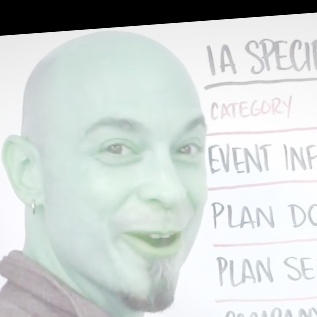 IA SPECI
CATEGORY
EVENT INF
PLAN DO
PLAN SE